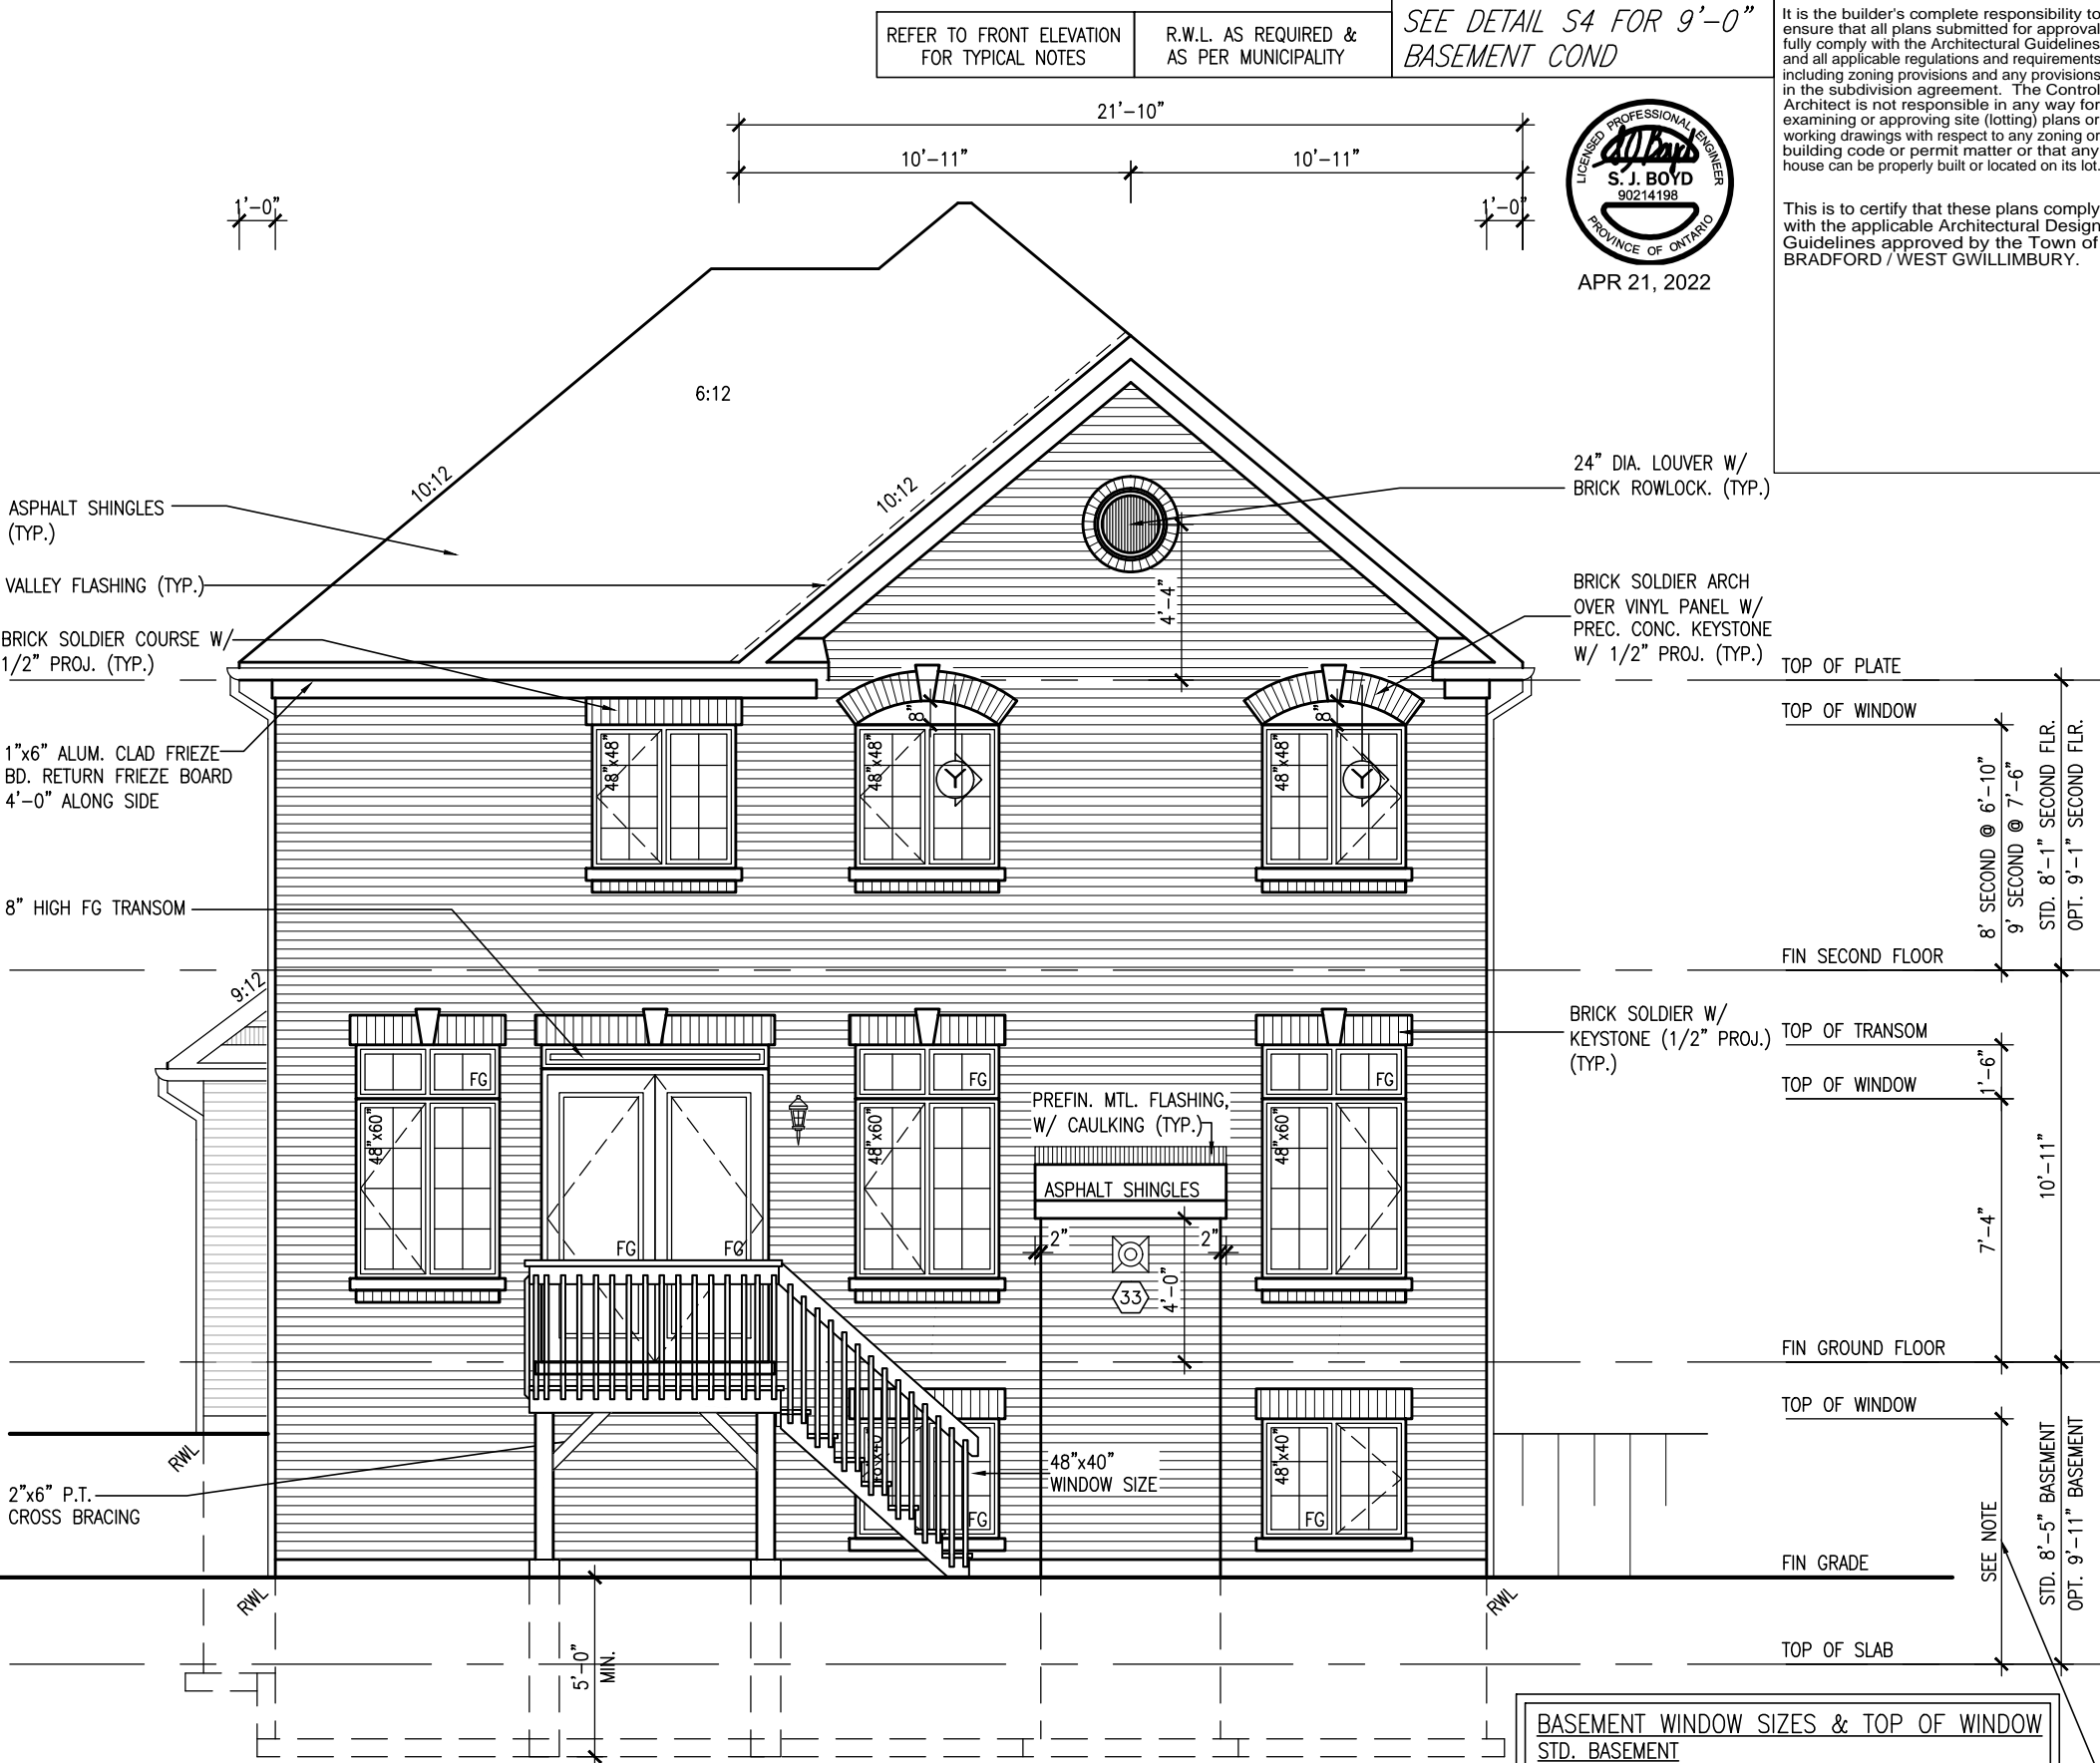 REFER TO FRONT ELEVATION
FOR TYPICAL NOTES
R.W.L. AS REQUIRED &
AS PER MUNICIPALITY
SEE DETAIL S4 FOR 9'-0"
BASEMENT COND
It is the builder's complete responsibility to
ensure that all plans submitted for approval
fully comply with the Architectural Guidelines
and all applicable regulations and requirements
including zoning provisions and any provisions
in the subdivision agreement. The Control
Architect is not responsible in any way for
examining or approving site (lotting) plans or
working drawings with respect to any zoning or
building code or permit matter or that any
house can be properly built or located on its lot.
This is to certify that these plans comply
with the applicable Architectural Design
Guidelines approved by the Town of
BRADFORD / WEST GWILLIMBURY.
LICENSED PROFESSIONAL ENGINEER
S. J. BOYD
90214198
PROVINCE OF ONTARIO
APR 21, 2022
21'-10"
10'-11"
10'-11"
1'-0"
1'-0"
6:12
10:12
10:12
24" DIA. LOUVER W/
BRICK ROWLOCK. (TYP.)
ASPHALT SHINGLES
(TYP.)
VALLEY FLASHING (TYP.)
BRICK SOLDIER COURSE W/
1/2" PROJ. (TYP.)
4'-4"
BRICK SOLDIER ARCH
OVER VINYL PANEL W/
PREC. CONC. KEYSTONE
W/ 1/2" PROJ. (TYP.)
TOP OF PLATE
TOP OF WINDOW
1"x6" ALUM. CLAD FRIEZE
BD. RETURN FRIEZE BOARD
4'-0" ALONG SIDE
8"
8"
48"x48"
48"x48"
48"x48"
Y
Y
8' SECOND @ 6'-10"
9' SECOND @ 7'-6"
STD. 8'-1" SECOND FLR.
OPT. 9'-1" SECOND FLR.
8" HIGH FG TRANSOM
FIN SECOND FLOOR
9:12
BRICK SOLDIER W/
KEYSTONE (1/2" PROJ.)
(TYP.)
TOP OF TRANSOM
TOP OF WINDOW
1'-6"
FG
FG
FG
48"x60"
48"x60"
48"x60"
PREFIN. MTL. FLASHING,
W/ CAULKING (TYP.)
ASPHALT SHINGLES
2"
2"
FG
FG
33
4'-0"
7'-4"
10'-11"
FIN GROUND FLOOR
TOP OF WINDOW
48"x40"
48"x40"
FG
FG
48"x40"
WINDOW SIZE
RWL
2"x6" P.T.
CROSS BRACING
SEE NOTE
STD. 8'-5" BASEMENT
OPT. 9'-11" BASEMENT
FIN GRADE
RWL
RWL
5'-0"
MIN.
TOP OF SLAB
BASEMENT WINDOW SIZES & TOP OF WINDOW
STD. BASEMENT